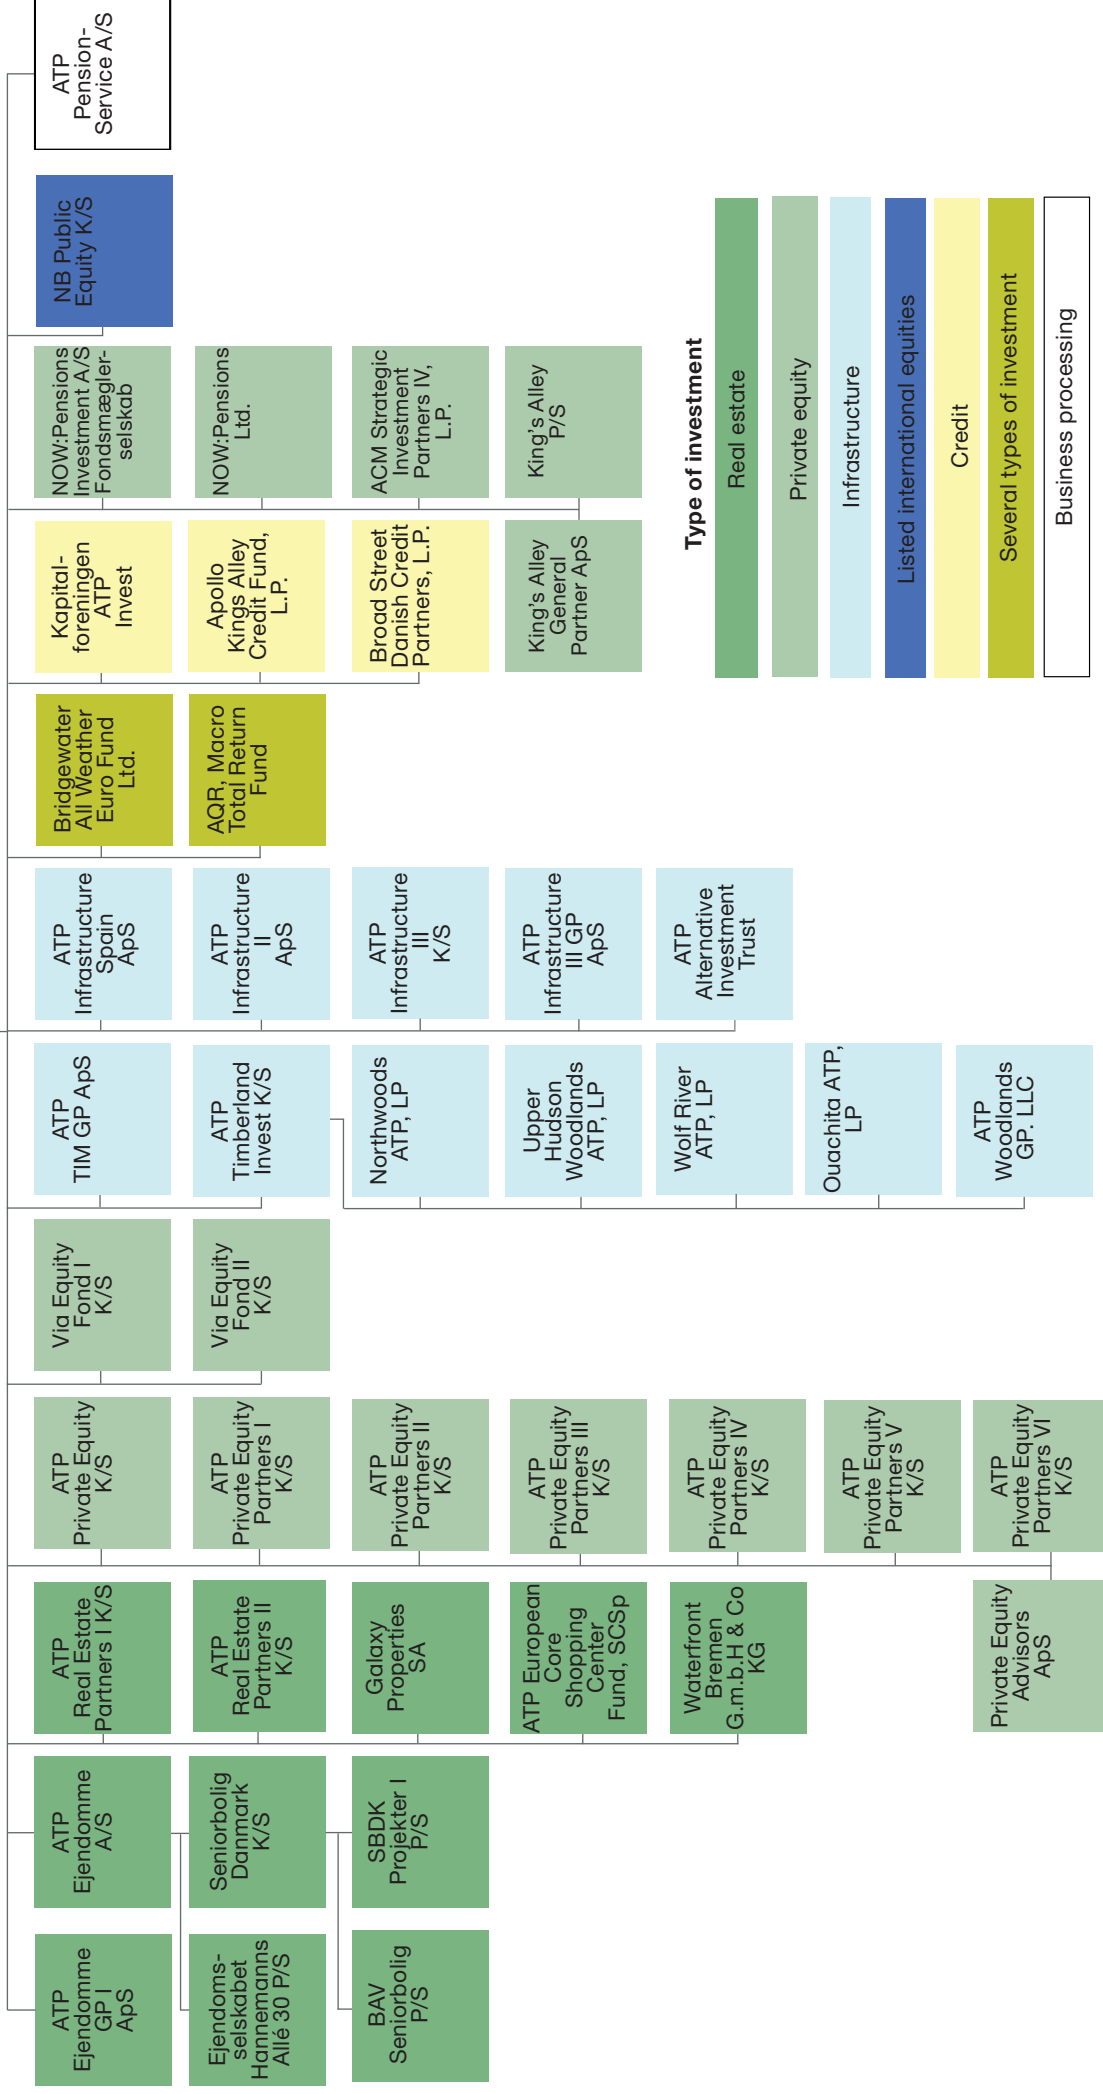 ATP
Ejendomme
GP I
ApS
Ejendoms-
selskabet
Hannemanns
Allé 30 P/S
BAV
Seniorbolig
P/S
ATP
Ejendomme
A/S
Seniorbolig
Danmark
K/S
SBDK
Projekter I
P/S
ATP
Real Estate
Partners I K/S
ATP
Real Estate
Partners II
K/S
Galaxy
Properties
SA
ATP European
Core
Shopping
Center
Fund, SCSp
Waterfront
Bremen
G.m.b.H & Co
KG
Private Equity
Advisors
ApS
ATP
Private Equity
K/S
ATP
Private Equity
Partners I
K/S
ATP
Private Equity
Partners II
K/S
ATP
Private Equity
Partners III
K/S
ATP
Private Equity
Partners IV
K/S
ATP
Private Equity
Partners V
K/S
ATP
Private Equity
Partners VI
K/S
Via Equity
Fond I
K/S
Via Equity
Fond II
K/S
ATP
TIM GP ApS
ATP
Timberland
Invest K/S
Northwoods
ATP, LP
Upper
Hudson
Woodlands
ATP, LP
Wolf River
ATP, LP
Ouachita ATP,
LP
ATP
Woodlands
GP. LLC
ATP
Infrastructure
Spain
ApS
ATP
Infrastructure
II
ApS
ATP
Infrastructure
III
K/S
ATP
Infrastructure
III GP
ApS
ATP
Alternative
Investment
Trust
Bridgewater
All Weather
Euro Fund
Ltd.
AQR, Macro
Total Return
Fund
Kapital-
foreningen
ATP
Invest
Apollo
Kings Alley
Credit Fund,
L.P.
Broad Street
Danish Credit
Partners, L.P.
King's Alley
General
Partner ApS
NOW:Pensions
Investment A/S
Fondsmægler-
selskab
NOW:Pensions
Ltd.
ACM Strategic
Investment
Partners IV,
L.P.
King's Alley
P/S
NB Public
Equity K/S
ATP
Pension-
Service A/S
Type of investment
Real estate
Private equity
Infrastructure
Listed international equities
Credit
Several types of investment
Business processing